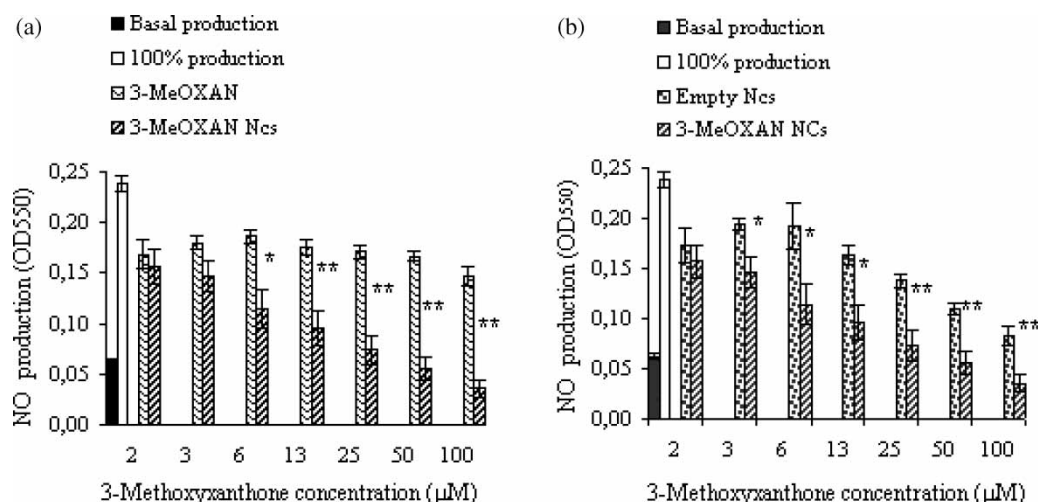 (a)
Basal production
100% production
3-MeOXAN
3-MeOXAN Ncs
NO production (OD550)
0,25
0,20
0,15
0,10
0,05
0,00
* ** ** ** **
2 3 6 13 25 50 100
3-Methoxyxanthone concentration (µM)
(b)
Basal production
100% production
Empty Ncs
3-MeOXAN NCs
NO production (OD550)
0,25
0,20
0,15
0,10
0,05
0,00
* * * ** ** **
2 3 6 13 25 50 100
3-Methoxyxanthone concentration (µM)